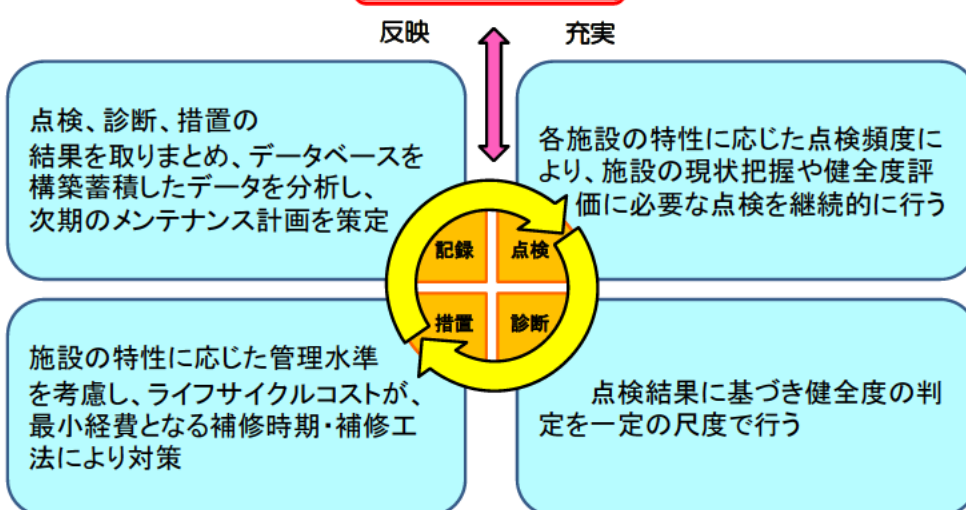 反映
充実
点検、診断、措置の
結果を取りまとめ、データベースを
構築蓄積したデータを分析し、
次期のメンテナンス計画を策定
各施設の特性に応じた点検頻度に
より、施設の現状把握や健全度評
価に必要な点検を継続的に行う
記録
点検
措置
診断
施設の特性に応じた管理水準
を考慮し、ライフサイクルコストが、
最小経費となる補修時期・補修工
法により対策
点検結果に基づき健全度の判
定を一定の尺度で行う